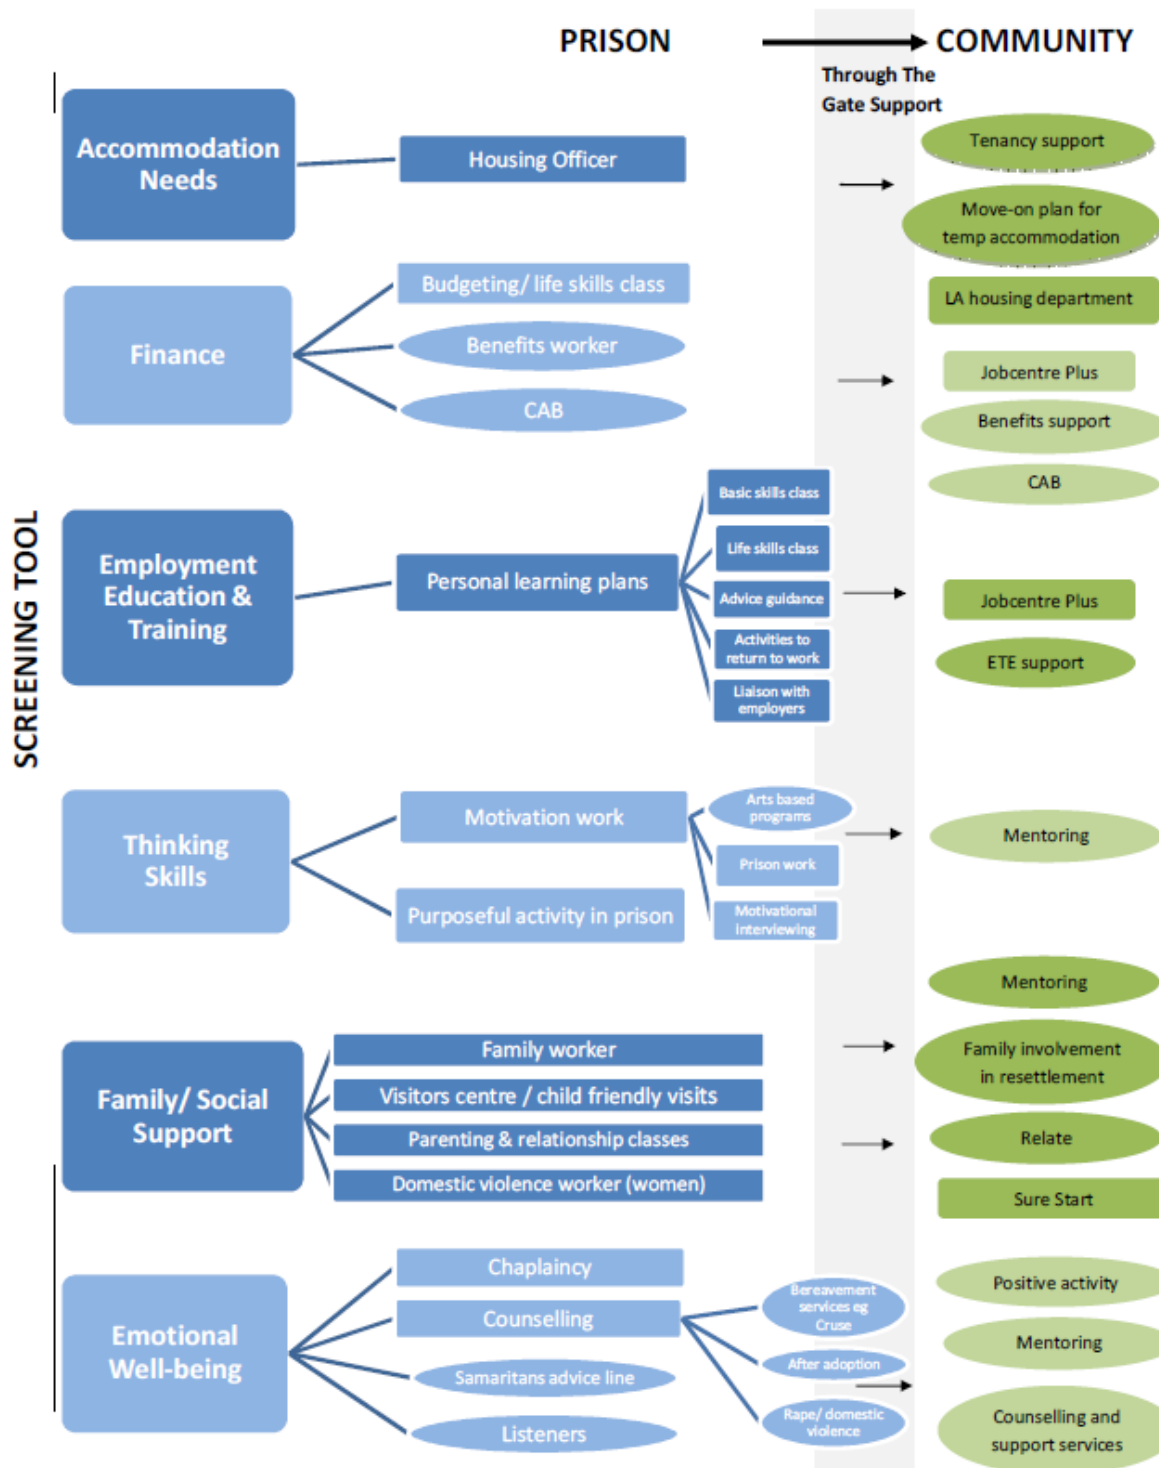 PRISON
COMMUNITY
Through The
Gate Support
SCREENING TOOL
Accommodation
Needs
Housing Officer
Tenancy support
Move-on plan for
temp accommodation
LA housing department
Finance
Budgeting/ life skills class
Benefits worker
CAB
Jobcentre Plus
Benefits support
CAB
Employment
Education &
Training
Personal learning plans
Basic skills class
Life skills class
Advice guidance
Activities to
return to work
Liaison with
employers
Jobcentre Plus
ETE support
Thinking
Skills
Motivation work
Purposeful activity in prison
Arts based
programs
Prison work
Motivational
interviewing
Mentoring
Family/ Social
Support
Family worker
Visitors centre / child friendly visits
Parenting & relationship classes
Domestic violence worker (women)
Mentoring
Family involvement
in resettlement
Relate
Sure Start
Emotional
Well-being
Chaplaincy
Counselling
Samaritans advice line
Listeners
Bereavement
services eg
Cruse
After adoption
Rape/ domestic
violence
Positive activity
Mentoring
Counselling and
support services